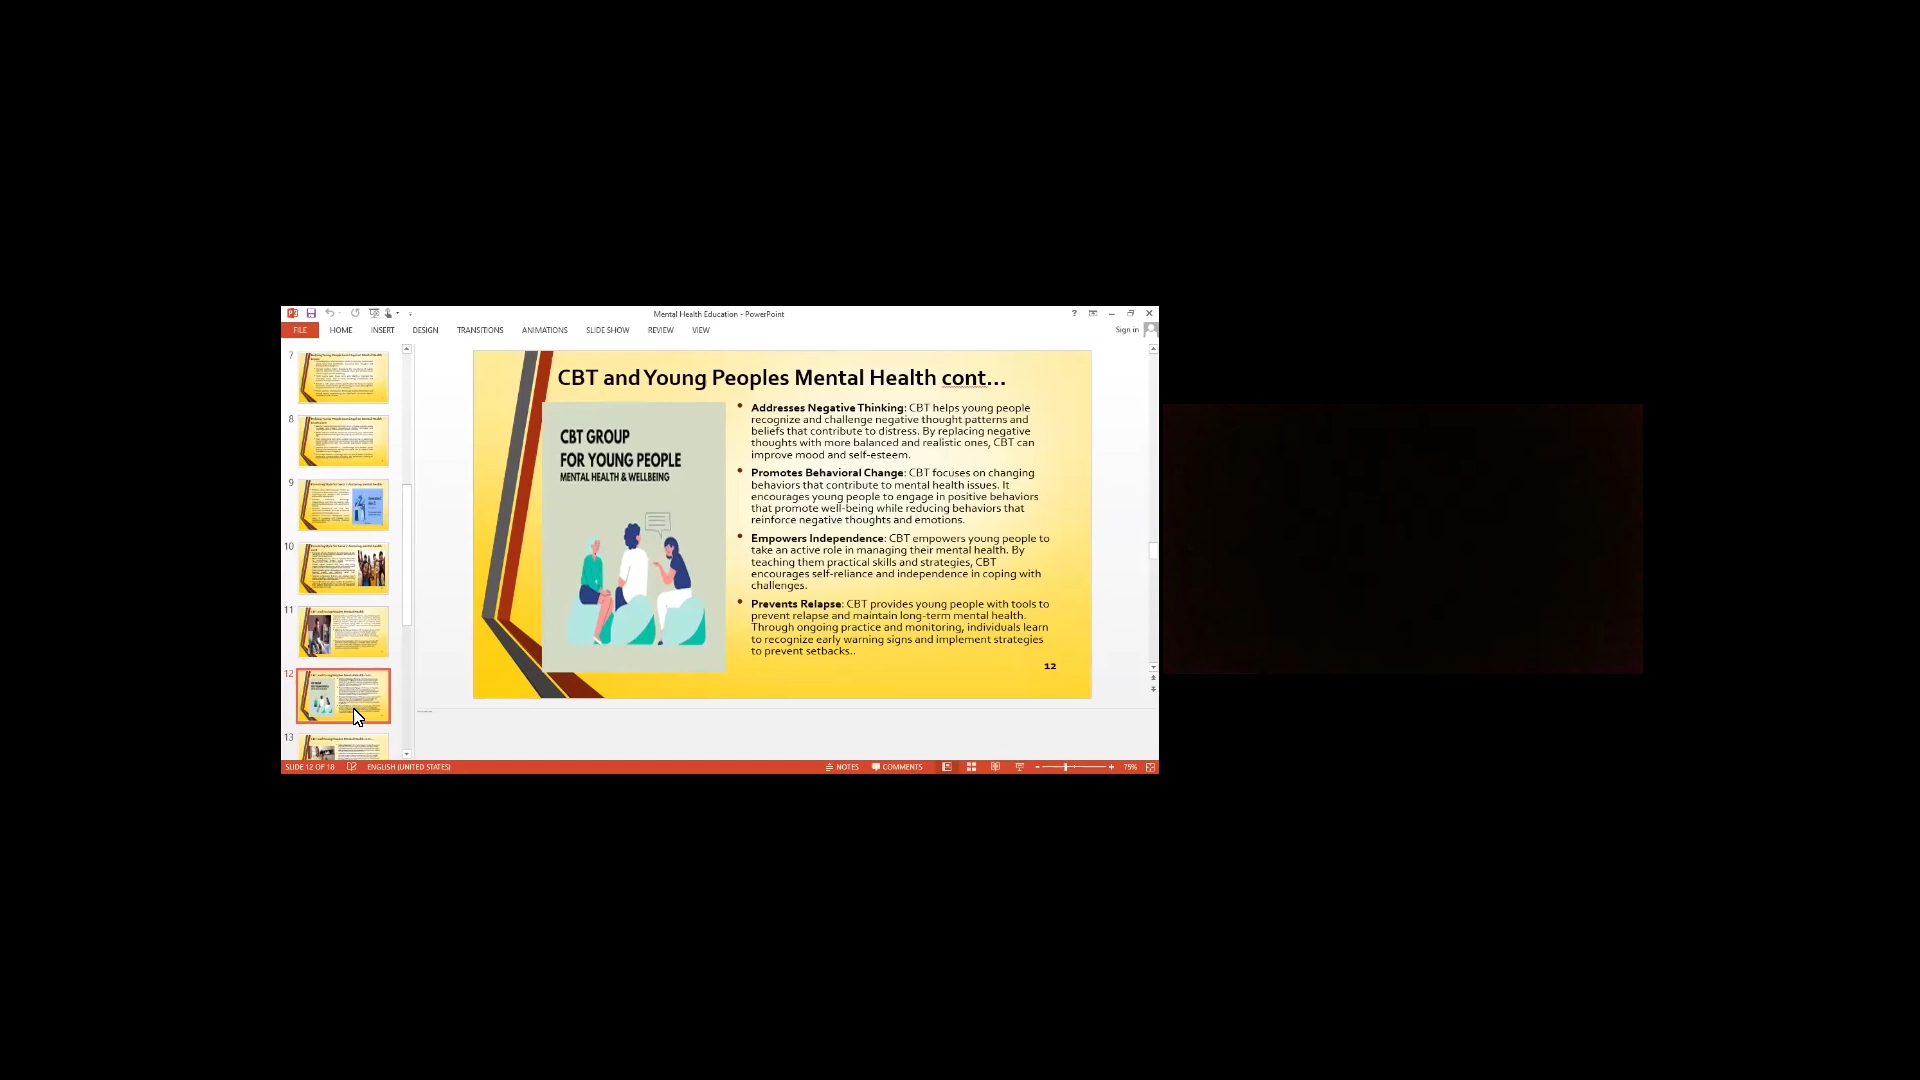 Mental Health Education - PowerPoint
?
Sign in
FILE HOME INSERT DESIGN TRANSITIONS ANIMATIONS SLIDE SHOW REVIEW VIEW
7
8
9
10
11
12
13
CBT and Young Peoples Mental Health cont...
CBT GROUP
FOR YOUNG PEOPLE
MENTAL HEALTH & WELLBEING
• Addresses Negative Thinking: CBT helps young people
recognize and challenge negative thought patterns and
beliefs that contribute to distress. By replacing negative
thoughts with more balanced and realistic ones, CBT can
improve mood and self-esteem.
• Promotes Behavioral Change: CBT focuses on changing
behaviors that contribute to mental health issues. It
encourages young people to engage in positive behaviors
that promote well-being while reducing behaviors that
reinforce negative thoughts and emotions.
• Empowers Independence: CBT empowers young people to
take an active role in managing their mental health. By
teaching them practical skills and strategies, CBT
encourages self-reliance and independence in coping with
challenges.
• Prevents Relapse: CBT provides young people with tools to
prevent relapse and maintain long-term mental health.
Through ongoing practice and monitoring, individuals learn
to recognize early warning signs and implement strategies
to prevent setbacks..
12
SLIDE 12 OF 18 ENGLISH (UNITED STATES) NOTES COMMENTS 75%